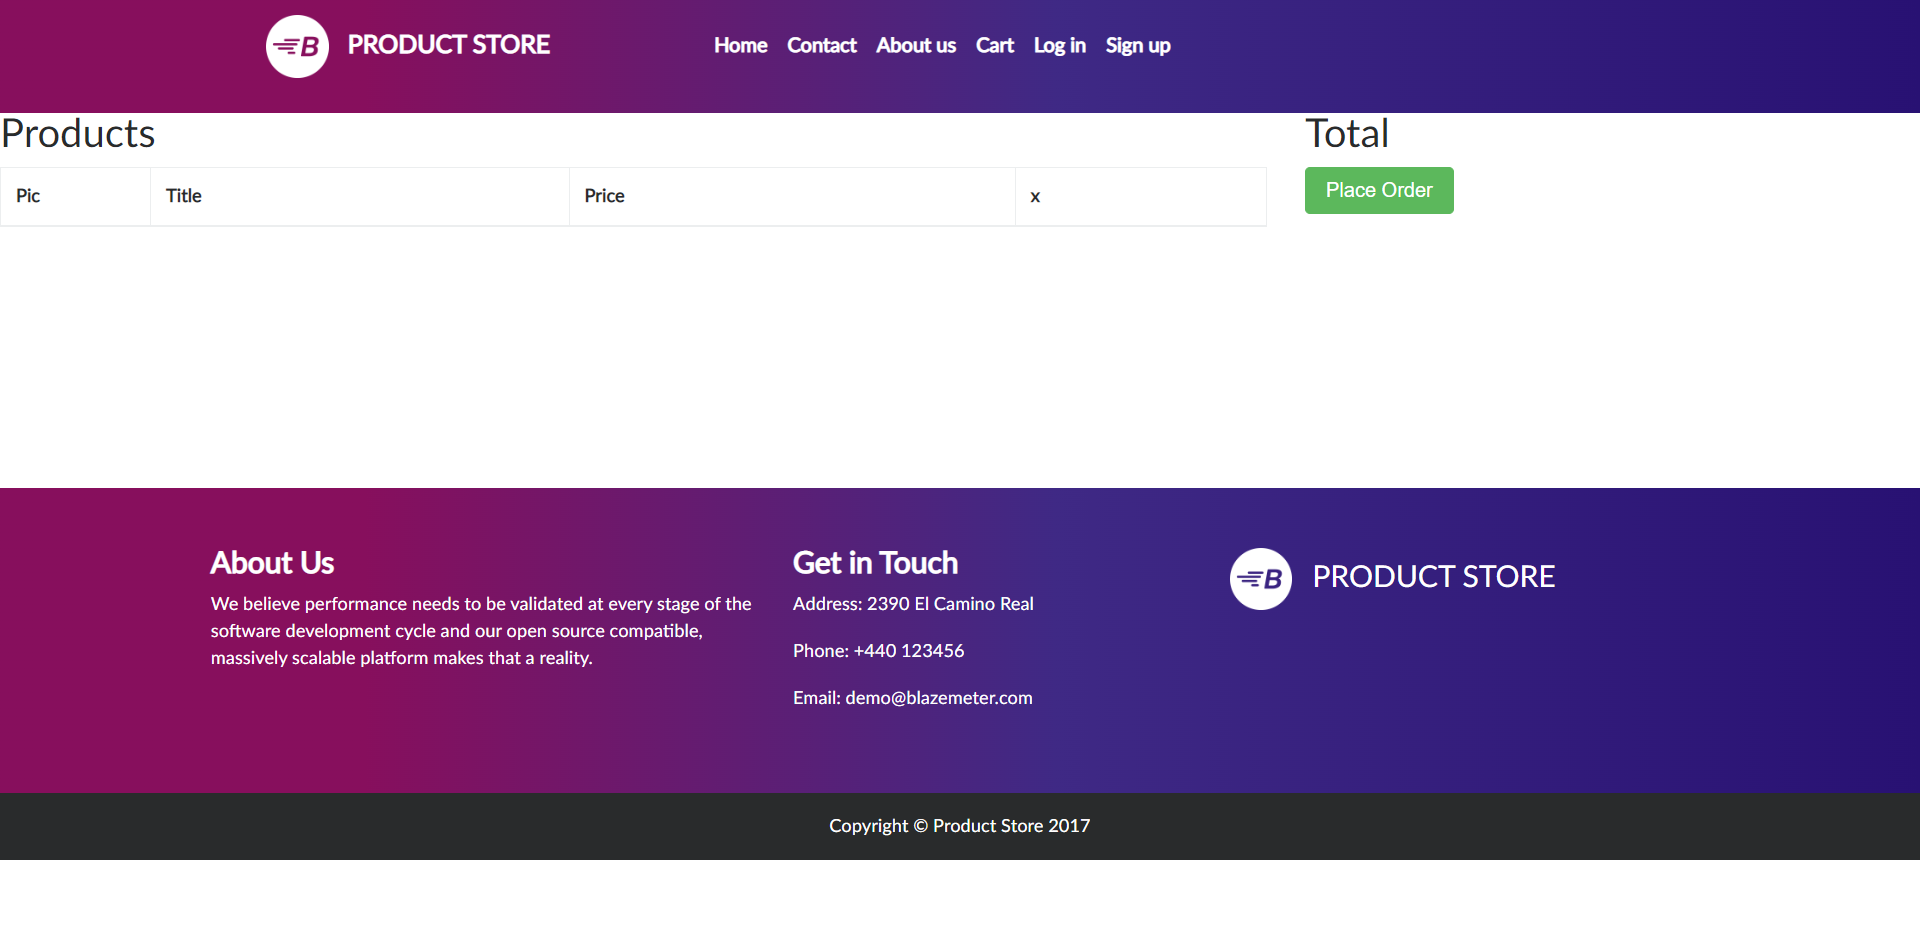 B PRODUCT STORE
Home Contact About us Cart Log in Sign up
Products
Total
Pic Title Price x
Place Order
About Us
We believe performance needs to be validated at every stage of the
software development cycle and our open source compatible,
massively scalable platform makes that a reality.
Get in Touch
Address: 2390 El Camino Real
Phone: +440 123456
Email: demo@blazemeter.com
B PRODUCT STORE
Copyright © Product Store 2017